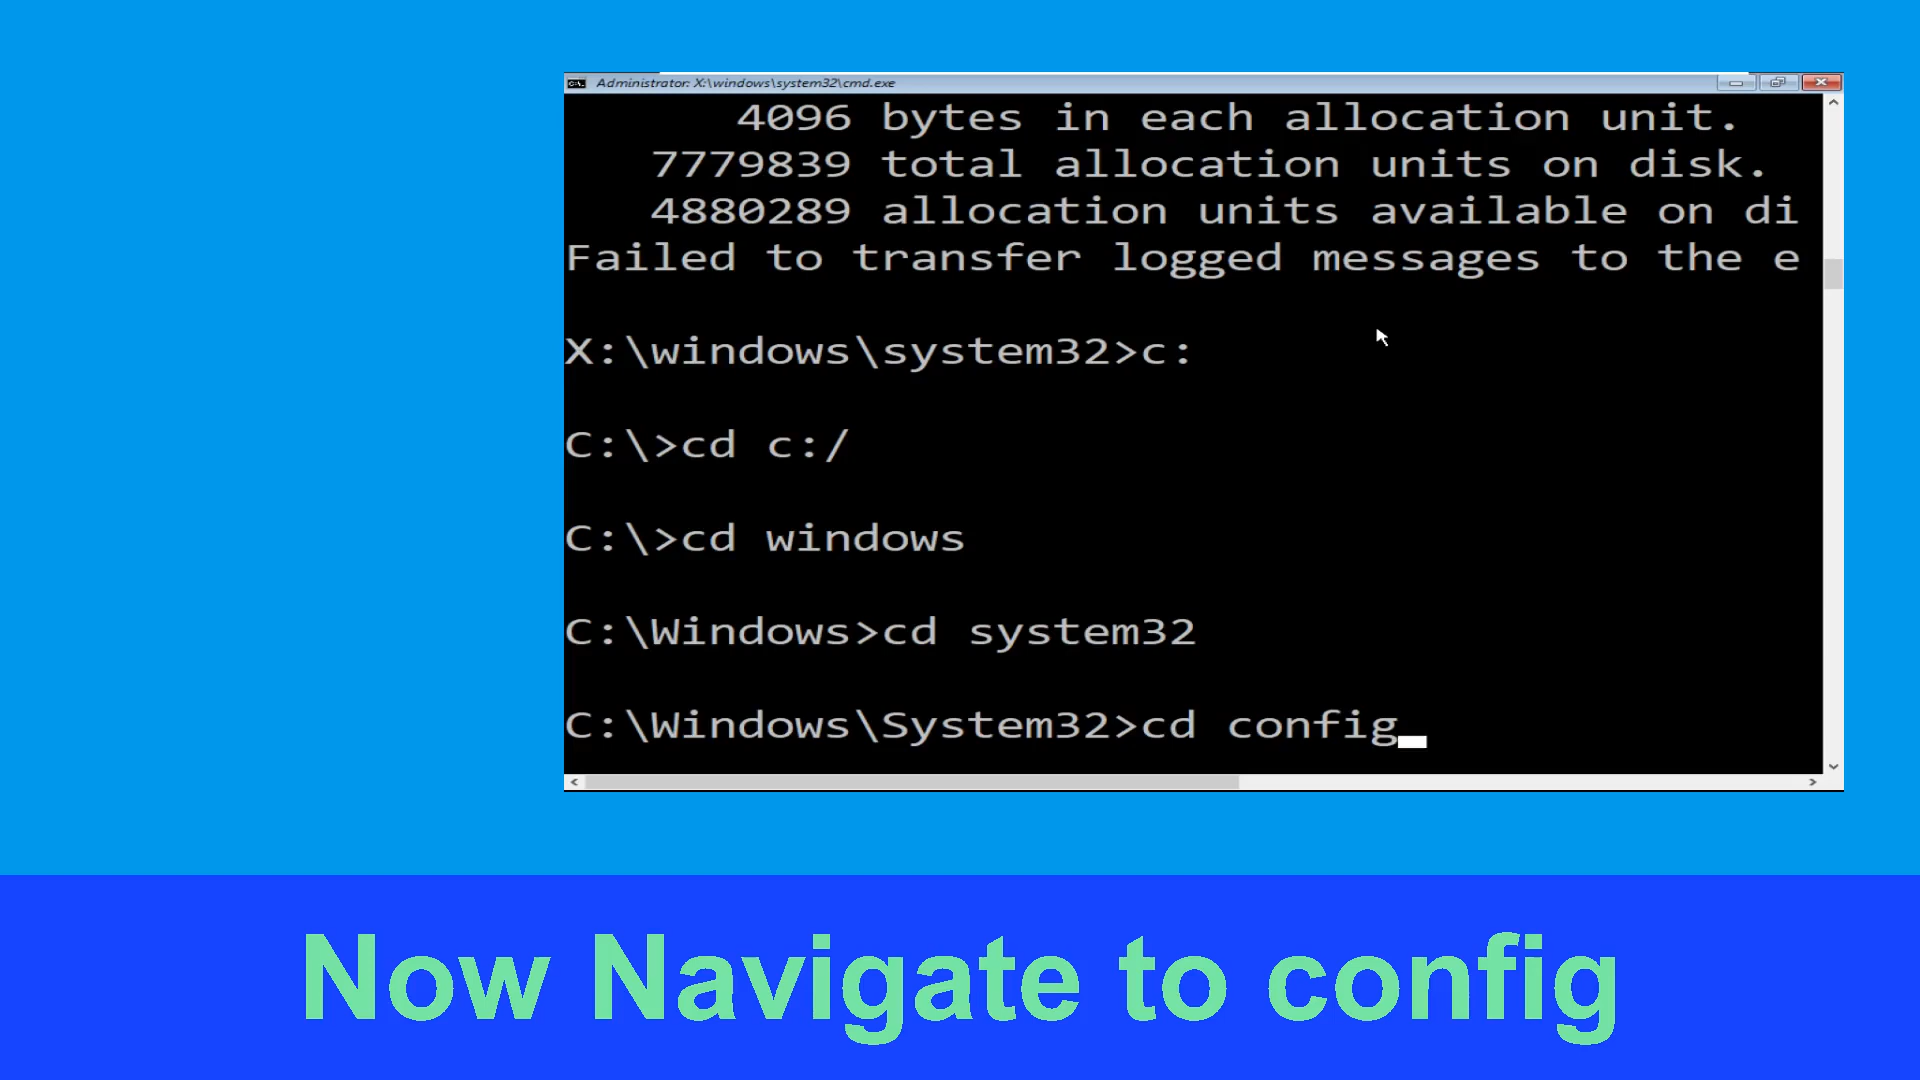 Administrator: X:\windows\system32\cmd.exe
4096 bytes in each allocation unit.
7779839 total allocation units on disk.
4880289 allocation units available on di
Failed to transfer logged messages to the e
X:\windows\system32>c:
C:\>cd c:/
C:\>cd windows
C:\Windows>cd system32
C:\Windows\System32>cd config
Now Navigate to config